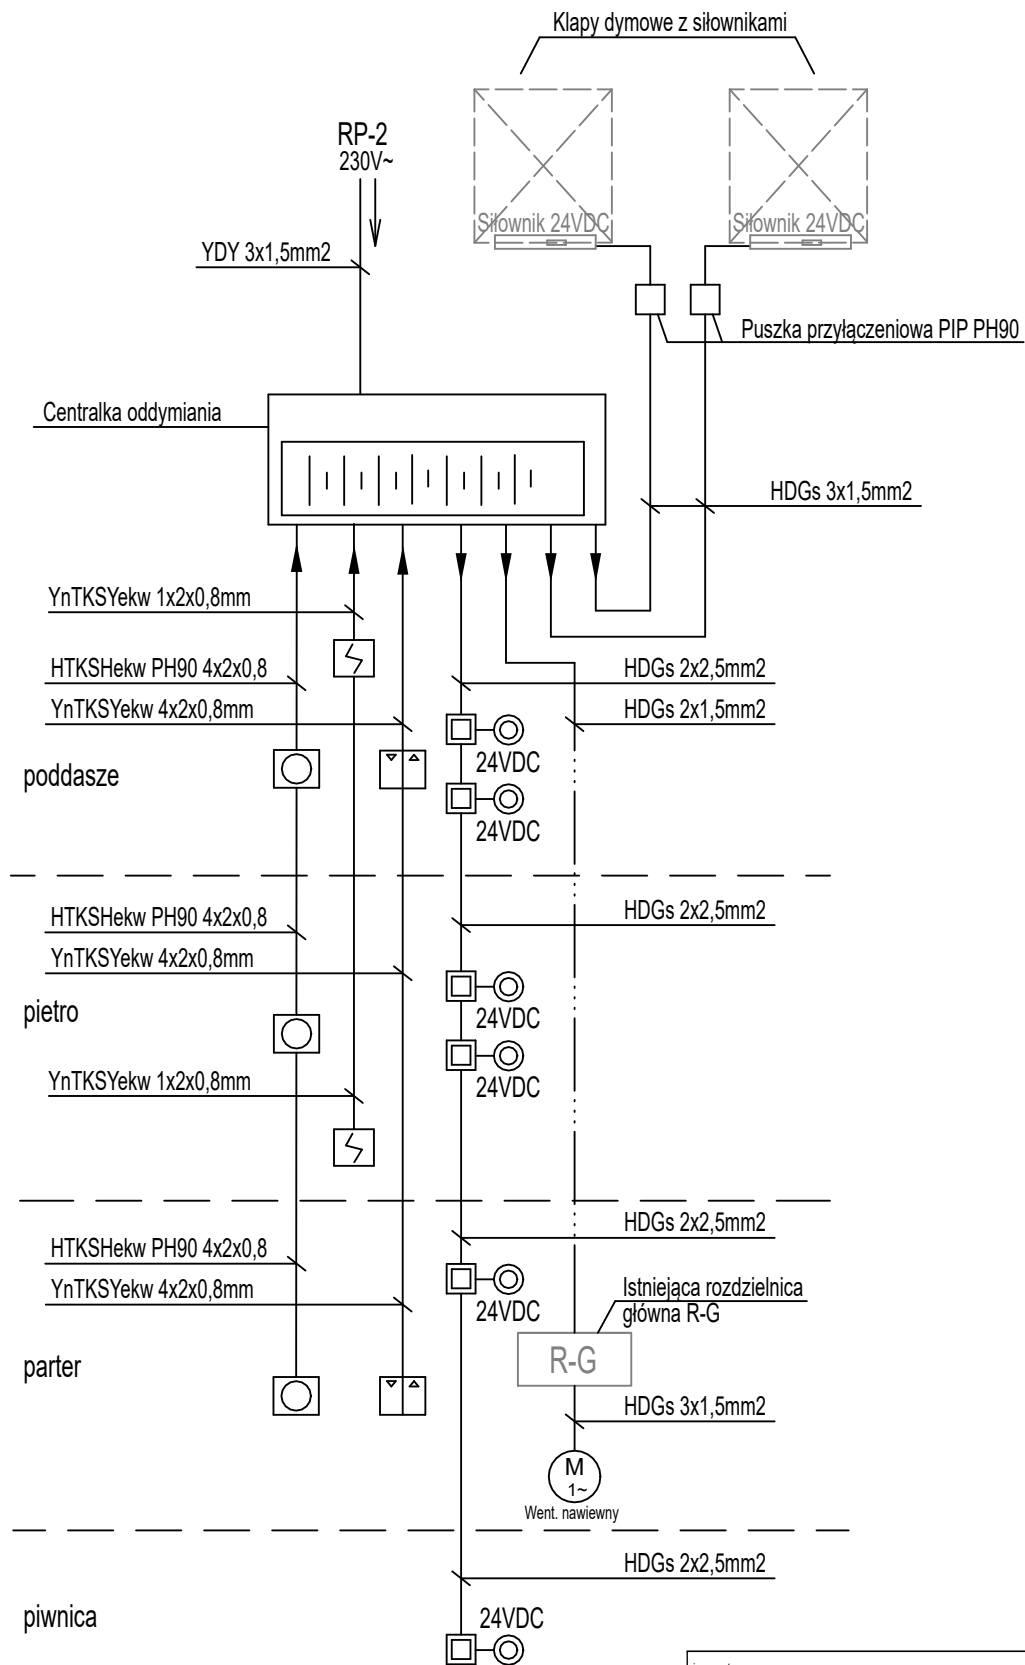 Klapy dymowe z siłownikami
RP-2
230V~
Siłownik 24VDC
Siłownik 24VDC
YDY 3x1,5mm2
Puszka przyłączeniowa PIP PH90
Centralka oddymiania
HDGs 3x1,5mm2
YnTKSYekw 1x2x0,8mm
HTKSHekw PH90 4x2x0,8
HDGs 2x2,5mm2
YnTKSYekw 4x2x0,8mm
HDGs 2x1,5mm2
24VDC
poddasze
24VDC
HTKSHekw PH90 4x2x0,8
HDGs 2x2,5mm2
YnTKSYekw 4x2x0,8mm
pietro
24VDC
24VDC
YnTKSYekw 1x2x0,8mm
HDGs 2x2,5mm2
HTKSHekw PH90 4x2x0,8
YnTKSYekw 4x2x0,8mm
24VDC
Istniejąca rozdzielnica
główna R-G
R-G
parter
HDGs 3x1,5mm2
M
1~
Went. nawiewny
HDGs 2x2,5mm2
piwnica
24VDC